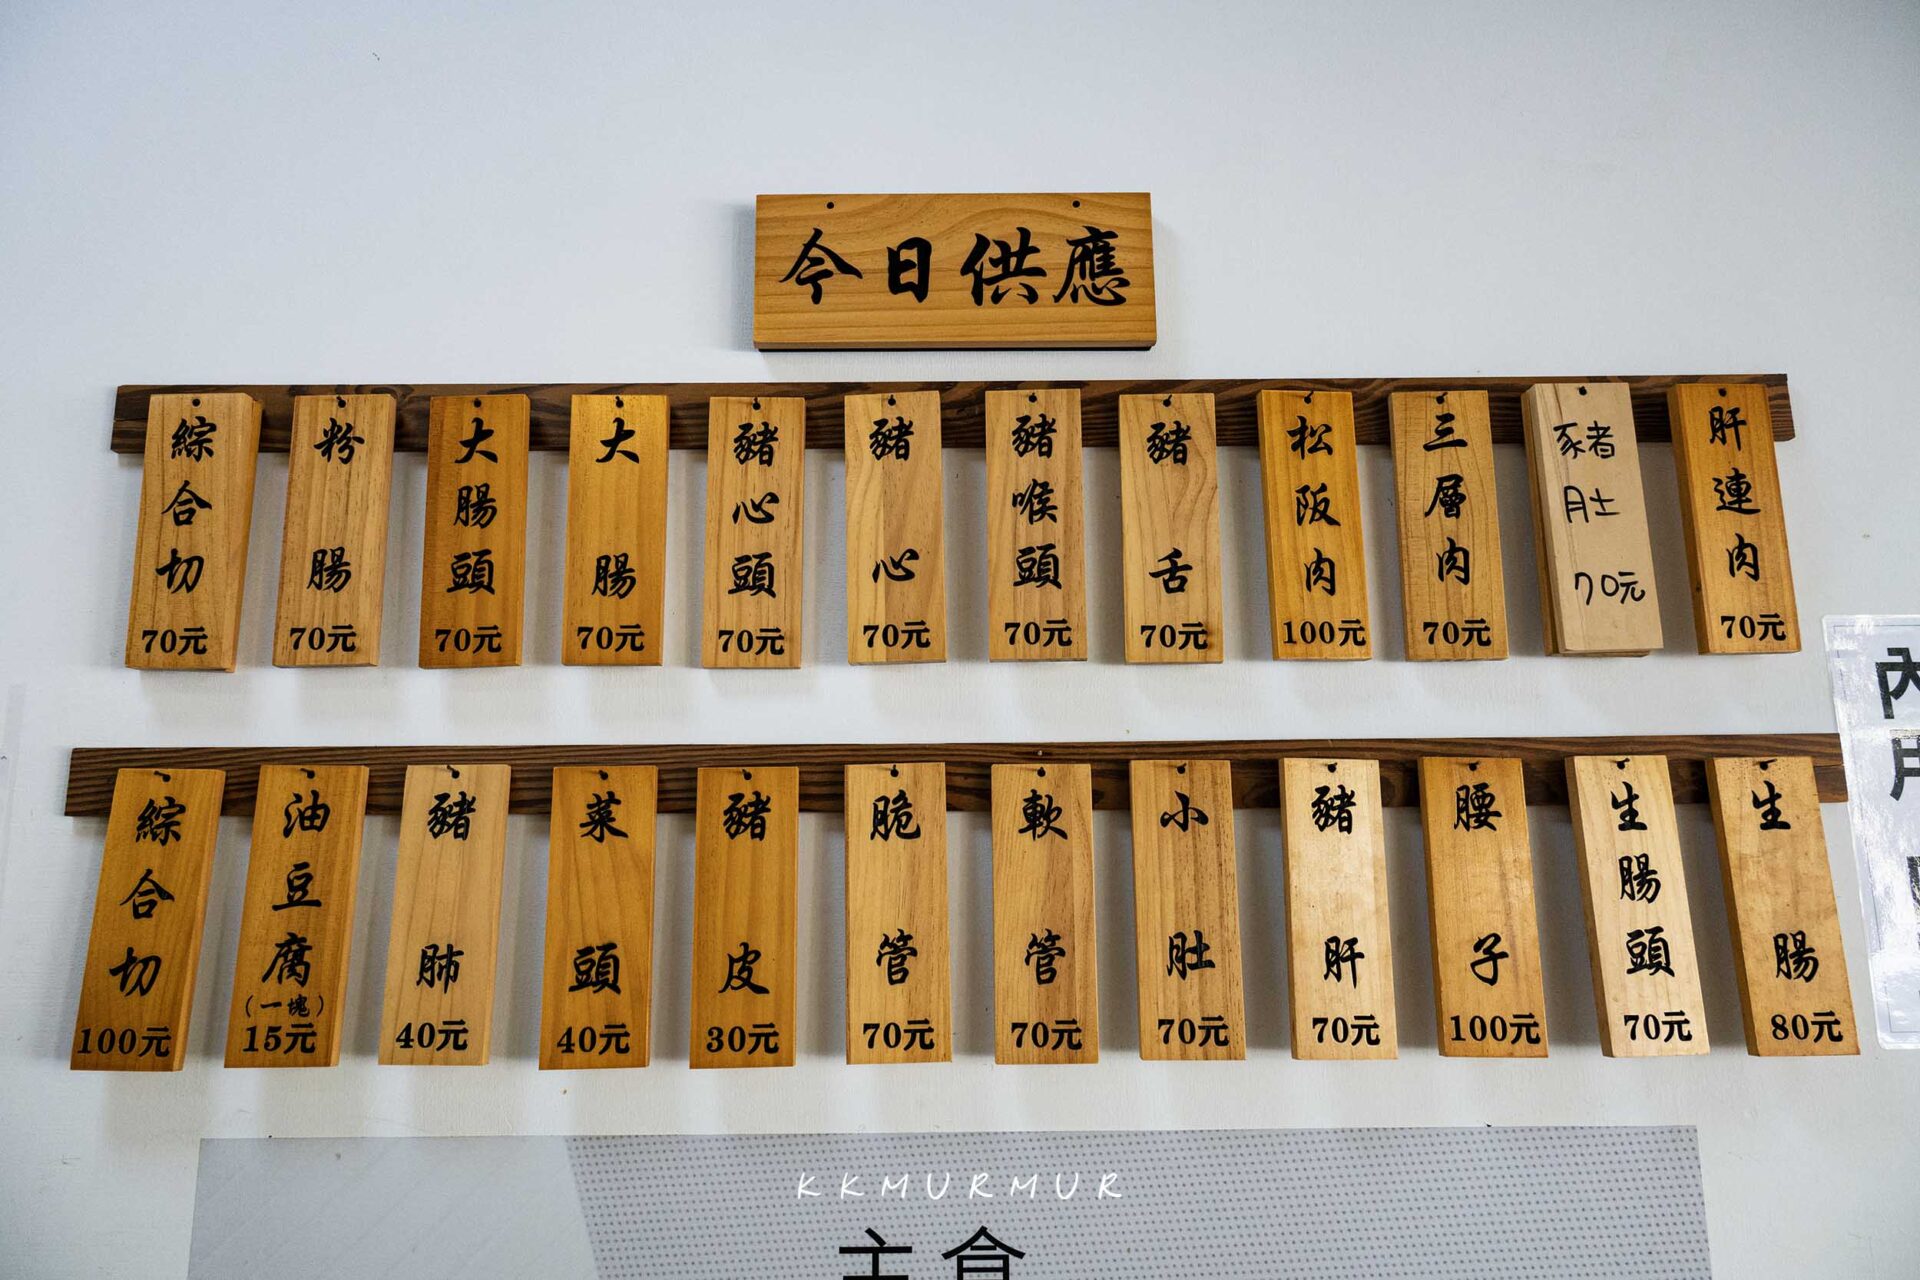 今日供應
綜合切 70元
粉腸 70元
大腸頭 70元
大腸 70元
豬心頭 70元
豬心 70元
豬喉頭 70元
豬舌 70元
松阪肉 100元
三層肉 70元
豬肚 70元
肝連肉 70元
綜合切 100元
油豆腐 (一塊) 15元
豬肺 40元
菜頭 40元
豬皮 30元
脆管 70元
軟管 70元
小肚 70元
豬肝 70元
腰子 100元
生腸頭 70元
生腸 80元
內用
KKMURMUR
主食